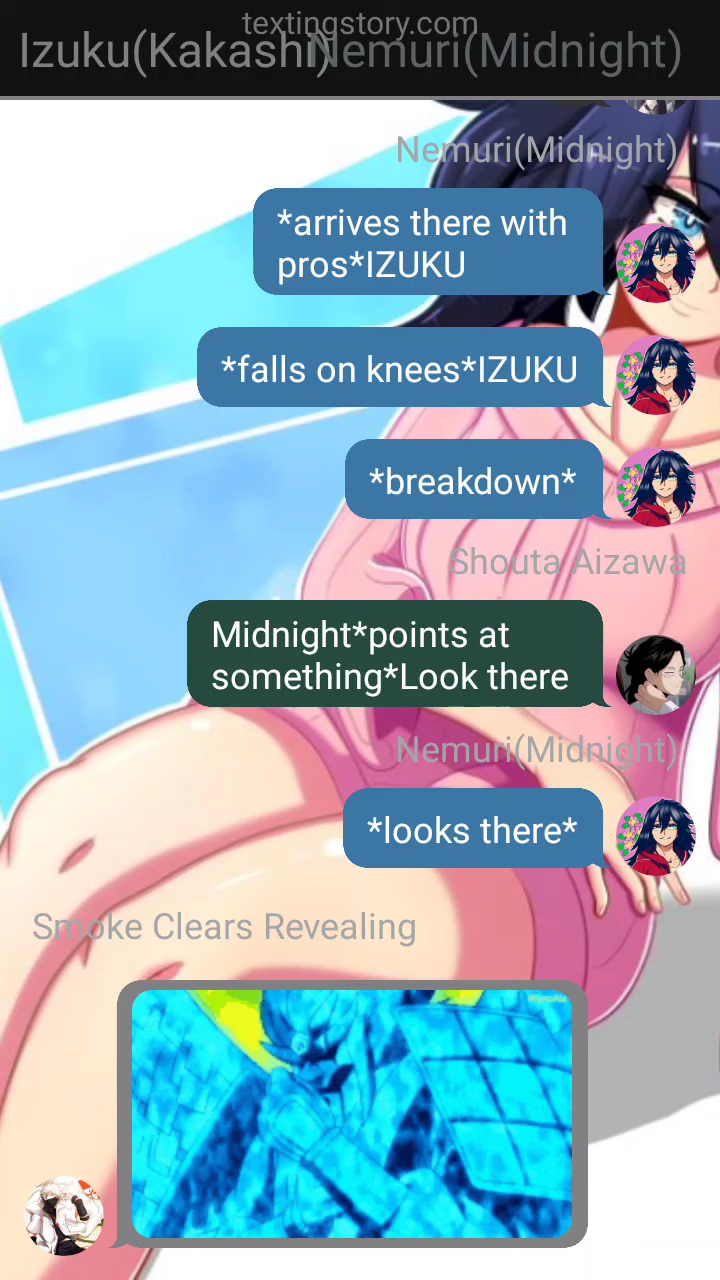 textingstory.com
Izuku(Kakashi)
Nemuri(Midnight)
Nemuri(Midnight)
*arrives there with
pros*IZUKU
*falls on knees*IZUKU
*breakdown*
Shouta Aizawa
Midnight*points at
something*Look there
Nemuri(Midnight)
*looks there*
Smoke Clears Revealing